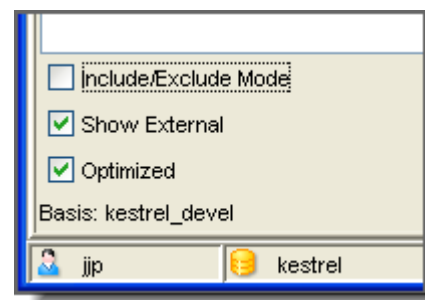 Include/Exclude Mode
Show External
Optimized
Basis: kestrel_devel
jjp kestrel